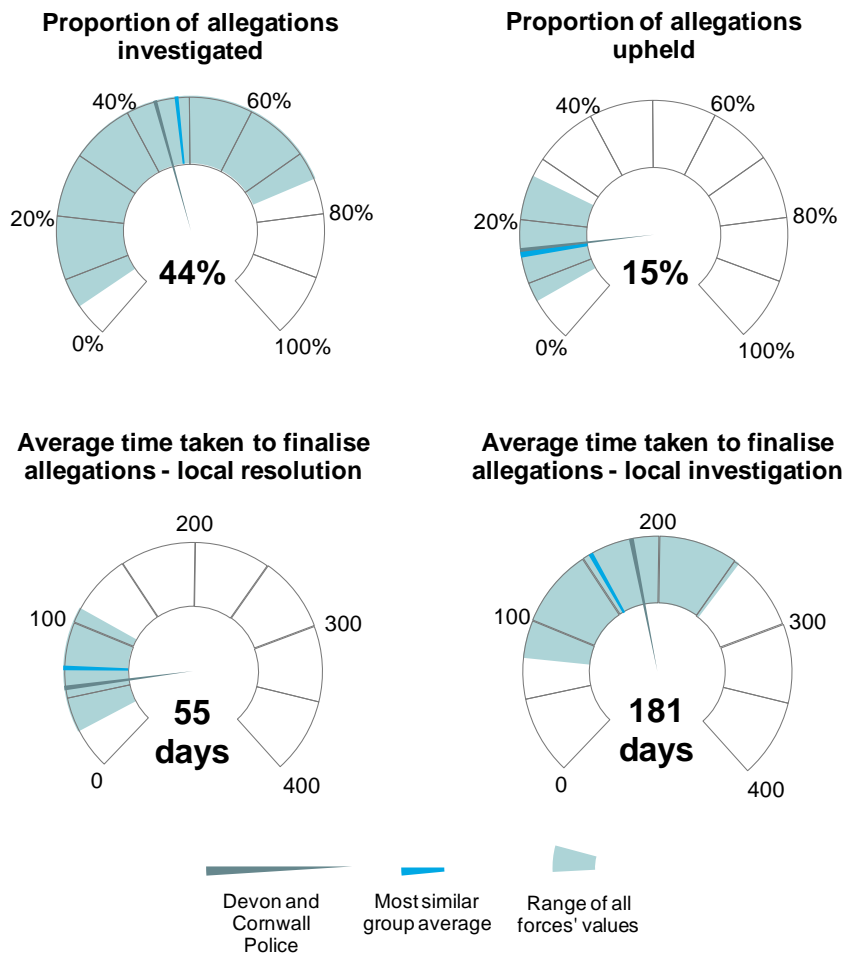 Proportion of allegations
investigated
40%
60%
20%
80%
44%
0%
100%
Proportion of allegations
upheld
40%
60%
20%
80%
15%
0%
100%
Average time taken to finalise
allegations - local resolution
200
100
300
55
days
0
400
Average time taken to finalise
allegations - local investigation
200
100
300
181
days
0
400
Devon and
Cornwall
Police
Most similar
group average
Range of all
forces' values